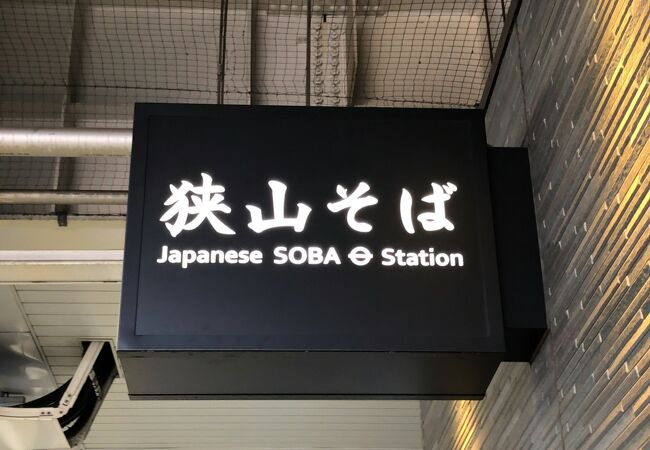 狭山そば
Japanese SOBA Station